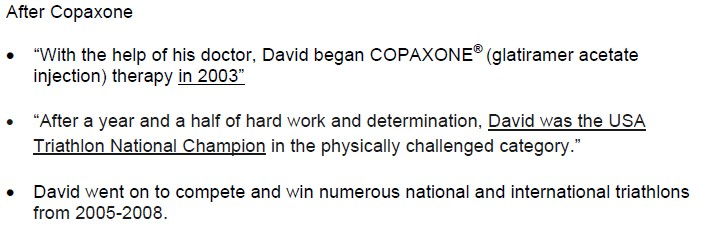 After Copaxone
• “With the help of his doctor, David began COPAXONE® (glatiramer acetate
injection) therapy in 2003”
• “After a year and a half of hard work and determination, David was the USA
Triathlon National Champion in the physically challenged category.”
• David went on to compete and win numerous national and international triathlons
from 2005-2008.